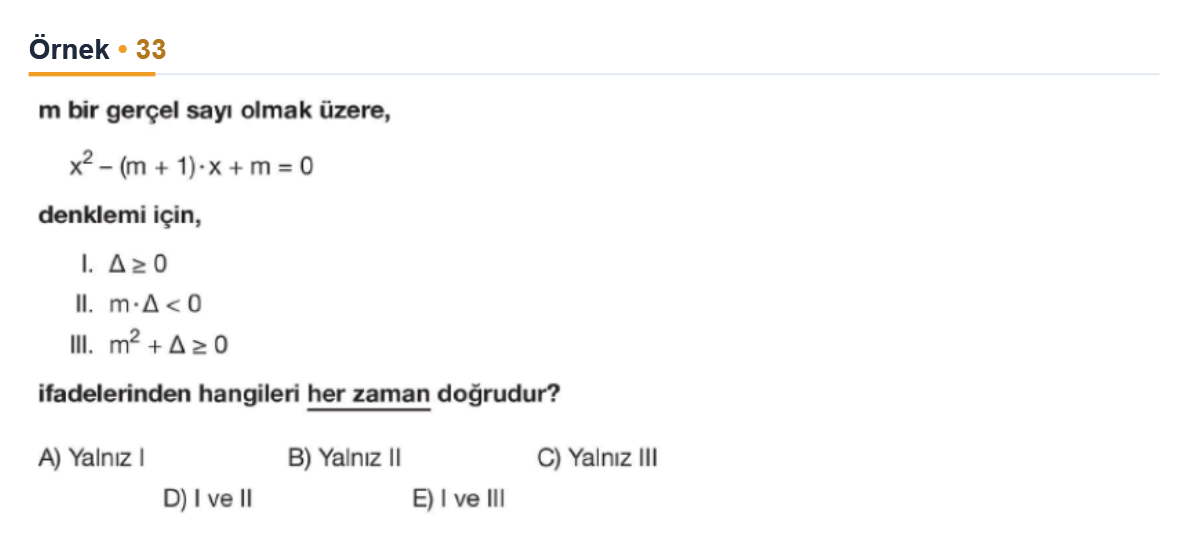 Örnek • 33
m bir gerçel sayı olmak üzere,
x² – (m + 1)·x + m = 0
denklemi için,
I. Δ ≥ 0
II. m·Δ < 0
III. m² + Δ ≥ 0
ifadelerinden hangileri her zaman doğrudur?
A) Yalnız I B) Yalnız II C) Yalnız III
D) I ve II E) I ve III